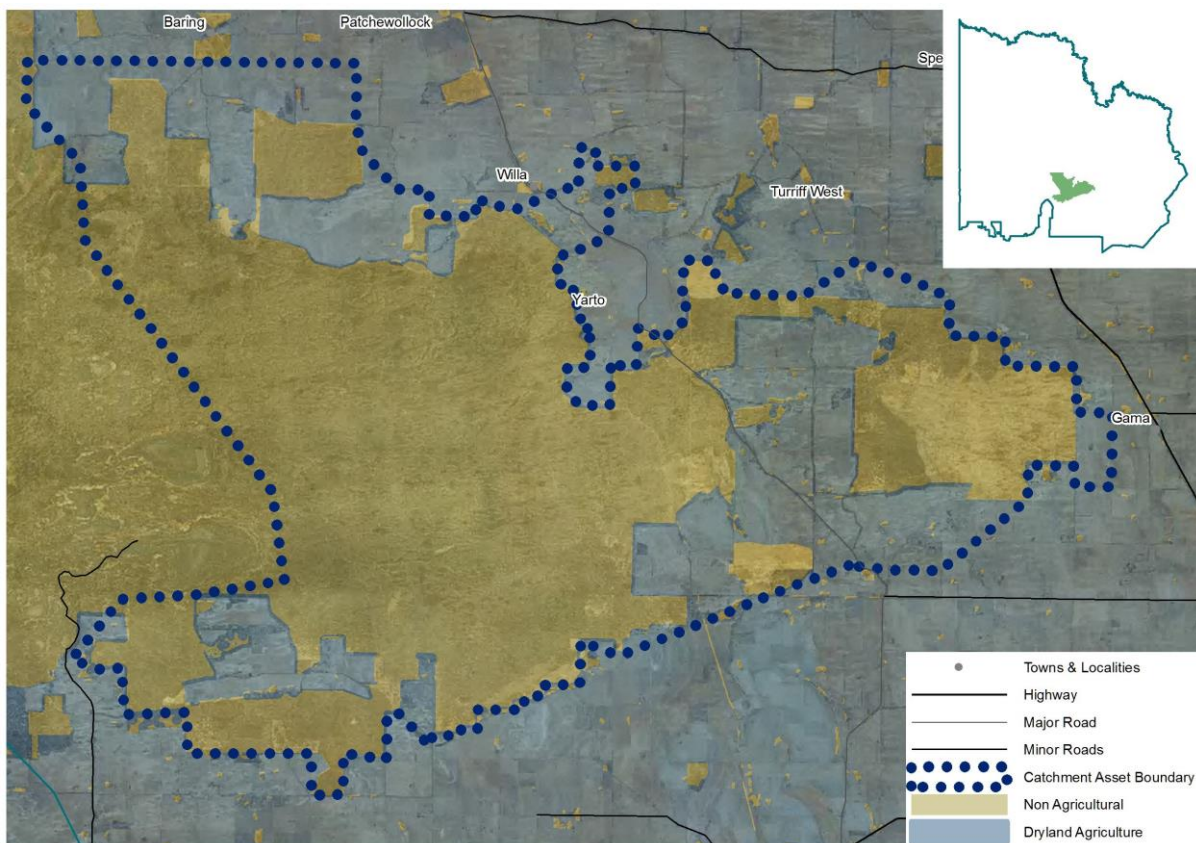 Baring
Patchewollock
Spe
Willa
Turriff West
Yarto
Gama
Towns & Localities
Highway
Major Road
Minor Roads
Catchment Asset Boundary
Non Agricultural
Dryland Agriculture